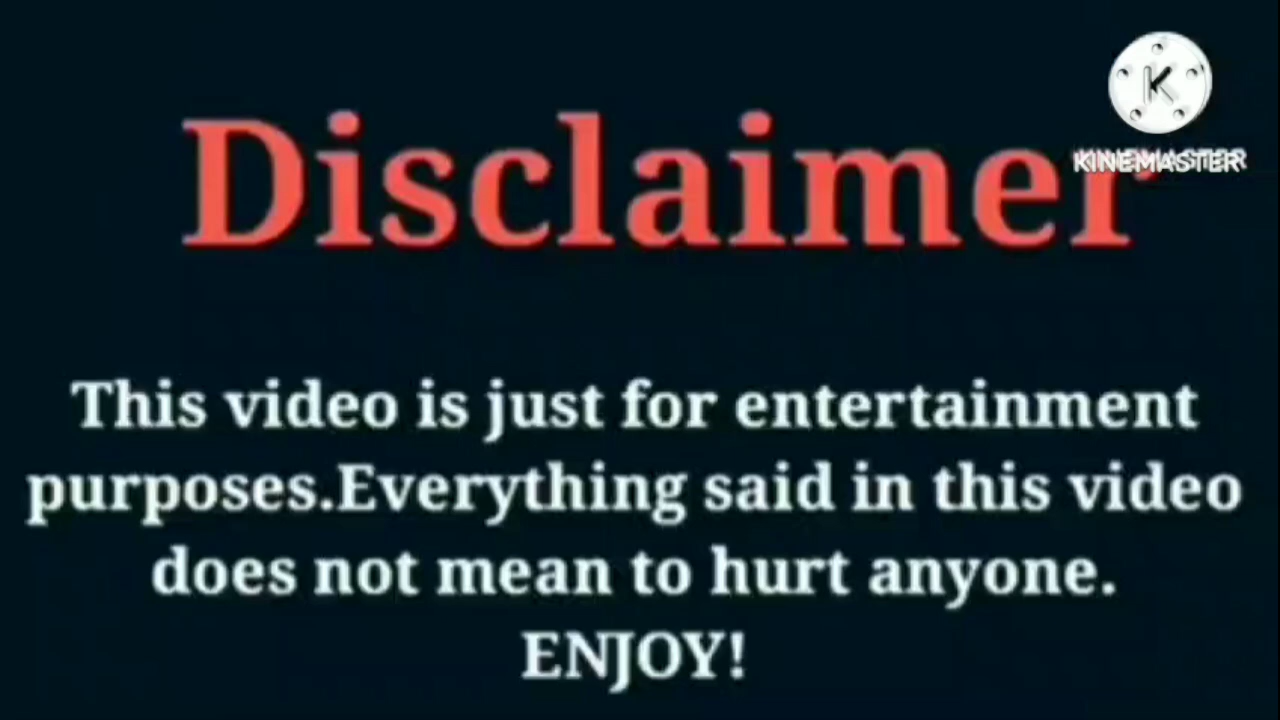 K
KINEMASTER
Disclaimer
This video is just for entertainment
purposes.Everything said in this video
does not mean to hurt anyone.
ENJOY!